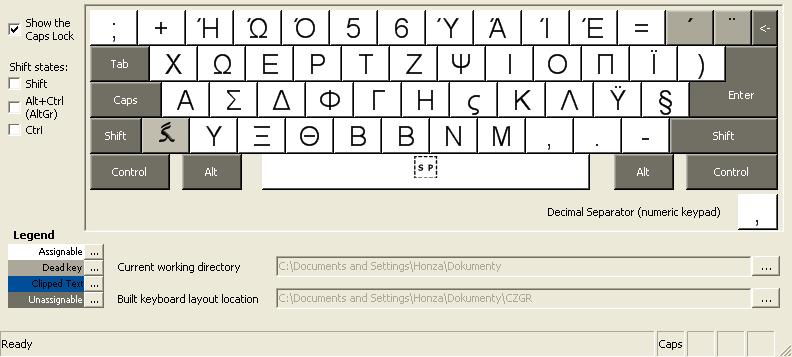 Show the
Caps Lock
Shift states:
Shift
Alt+Ctrl
(AltGr)
Ctrl
; + Ή Ώ Ό 5 6 Ύ Ά Ί Έ = ´ ¨ <-
Tab Χ Ω Ε Ρ Τ Ζ Ψ Ι Ο Π Ϊ )
Caps Α Σ Δ Φ Γ Η ς Κ Λ Ϋ § Enter
Shift Υ Ξ Θ Β Β Ν Μ , . - Shift
Control Alt SP Alt Control
Decimal Separator (numeric keypad) ,
Legend
Assignable ...
Dead key ...
Clipped Text ...
Unassignable ...
Current working directory C:\Documents and Settings\Honza\Dokumenty ...
Built keyboard layout location C:\Documents and Settings\Honza\Dokumenty\CZGR ...
Ready Caps